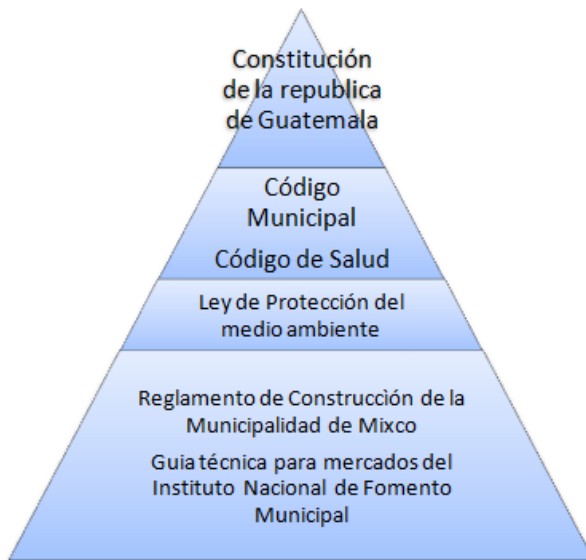 Constitución
de la republica
de Guatemala
Código
Municipal
Código de Salud
Ley de Protección del
medio ambiente
Reglamento de Construcción de la
Municipalidad de Mixco
Guia técnica para mercados del
Instituto Nacional de Fomento
Municipal